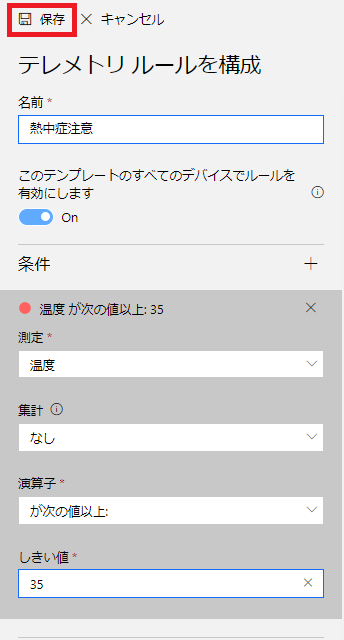 保存 キャンセル
テレメトリ ルールを構成
名前 *
熱中症注意
このテンプレートのすべてのデバイスでルールを
有効にします
On
条件
温度 が次の値以上: 35
測定 *
温度
集計
なし
演算子 *
が次の値以上:
しきい値 *
35